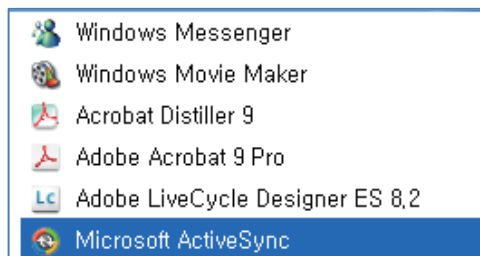 Windows Messenger
Windows Movie Maker
Acrobat Distiller 9
Adobe Acrobat 9 Pro
LC Adobe LiveCycle Designer ES 8.2
Microsoft ActiveSync